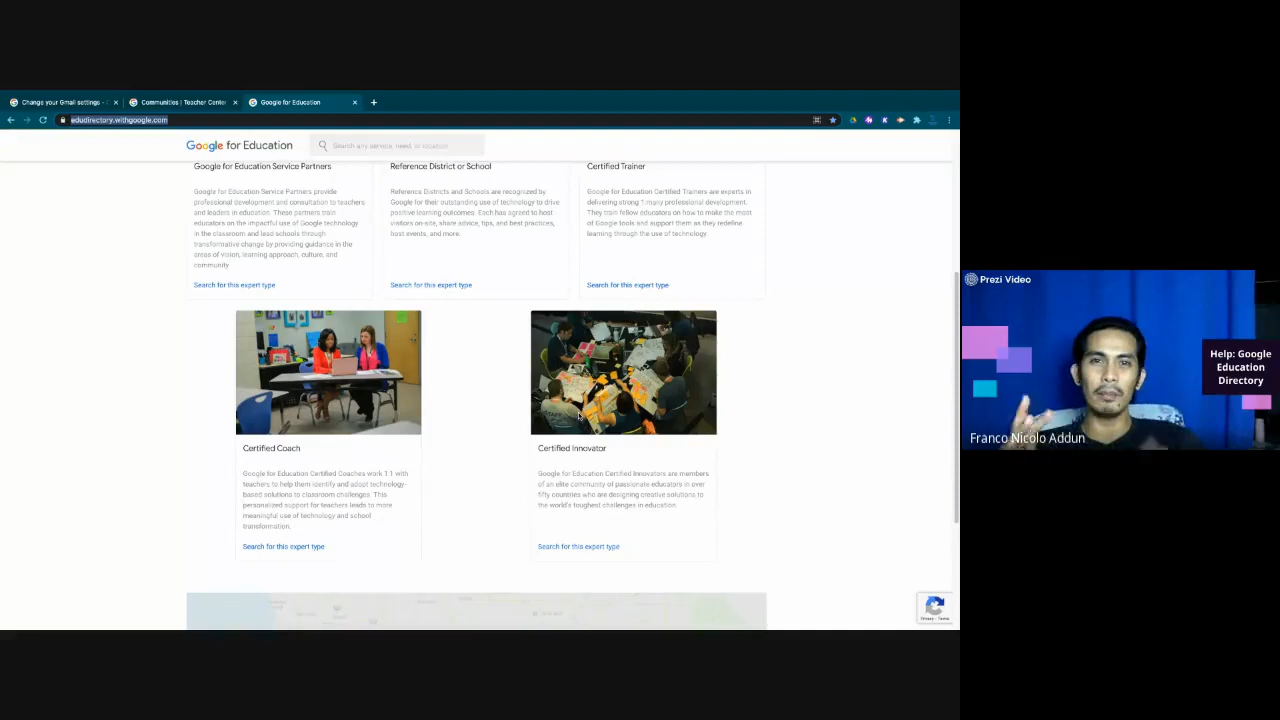 Change your Gmail settings -
Communities | Teacher Center
Google for Education
edudirectory.withgoogle.com
Google for Education
Search any service, need, or location
Google for Education Service Partners
Google for Education Service Partners provide
professional development and consultation to teachers
and leaders in education. These partners train
educators on the impactful use of Google technology
in the classroom and lead schools through
transformative change by providing guidance in the
areas of vision, learning approach, culture, and
community
Search for this expert type
Reference District or School
Reference Districts and Schools are recognized by
Google for their outstanding use of technology to
drive positive learning outcomes. Each has agreed to host
visitors on-site, share advice, tips, and best practices,
host events, and more.
Search for this expert type
Certified Trainer
Google for Education Certified Trainers are experts in
delivering strong 1:many professional development.
They train fellow educators on how to make the most
of Google tools and support them as they redefine
learning through the use of technology.
Search for this expert type
Certified Coach
Google for Education Certified Coaches work 1:1 with
teachers to help them identify and adopt technology-
based solutions to classroom challenges. This
personalized support for teachers leads to more
meaningful use of technology and school
transformation.
Search for this expert type
Certified Innovator
Google for Education Certified Innovators are members
of an elite community of passionate educators in over
fifty countries who are designing creative solutions to
the world's toughest challenges in education.
Search for this expert type
Privacy - Terms
Prezi Video
Help: Google
Education
Directory
Franco Nicolo Addun